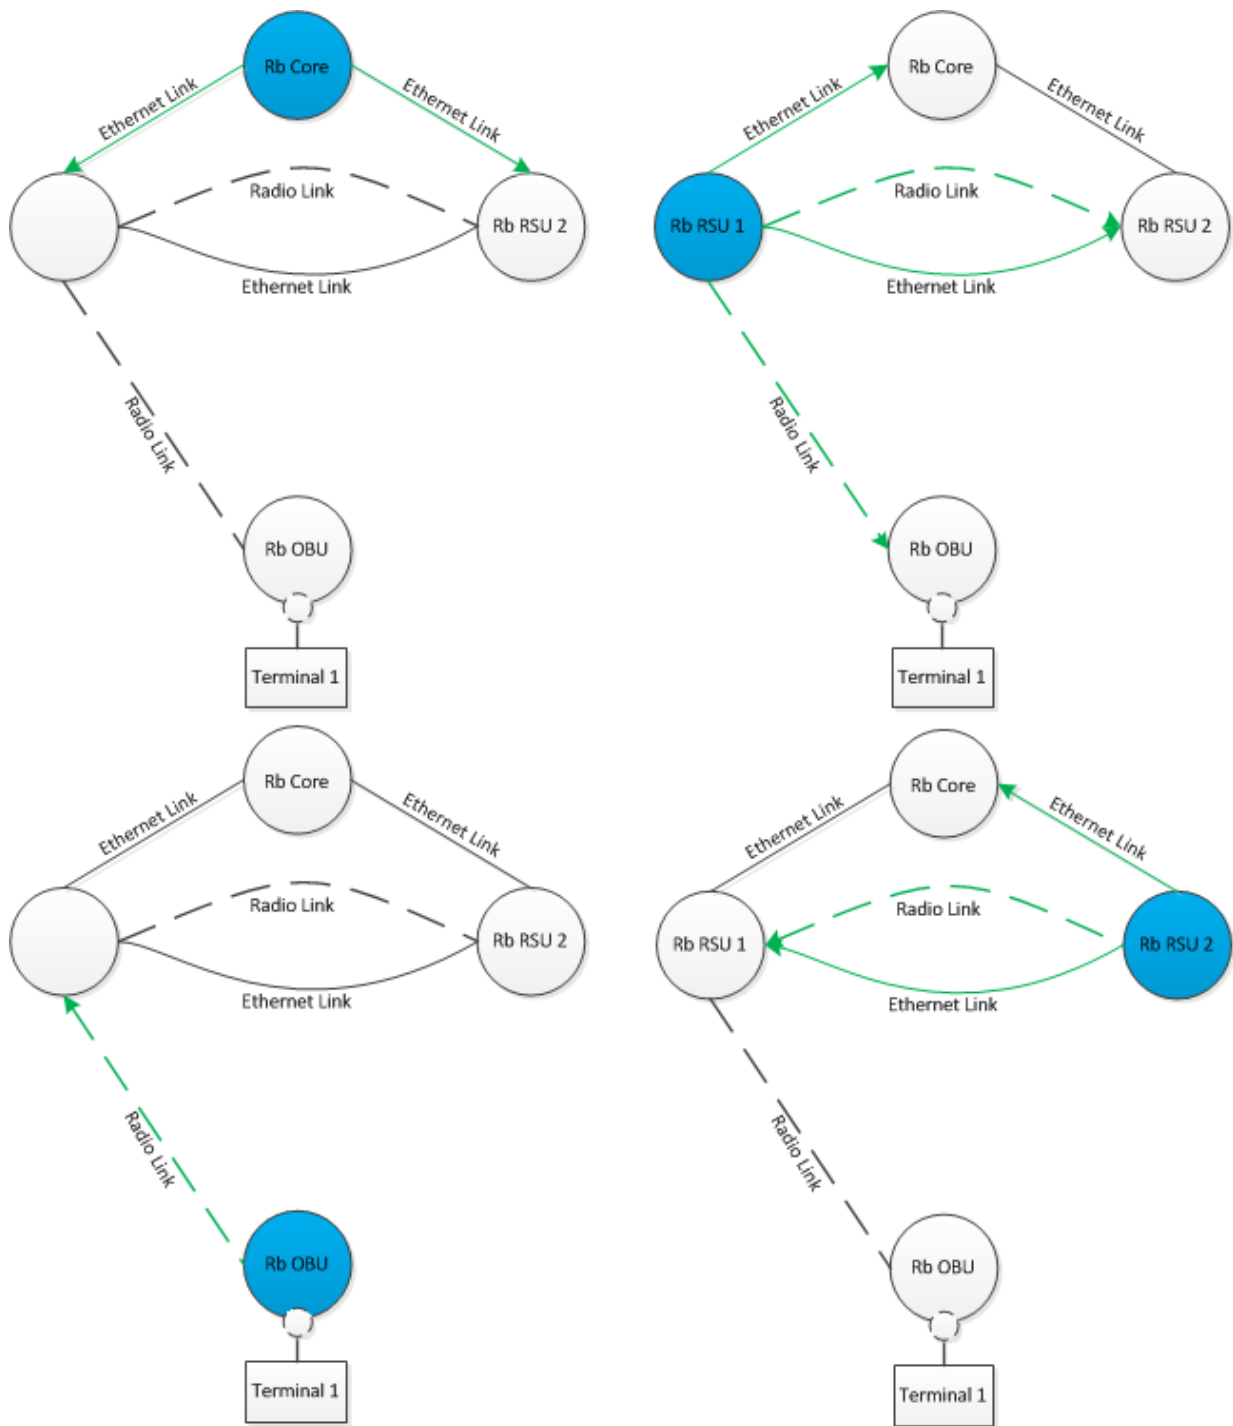 Rb Core
Ethernet Link
Ethernet Link
Radio Link
Rb RSU 2
Ethernet Link
Radio Link
Rb OBU
Terminal 1
Rb Core
Ethernet Link
Ethernet Link
Radio Link
Rb RSU 1
Rb RSU 2
Ethernet Link
Radio Link
Rb OBU
Terminal 1
Rb Core
Ethernet Link
Ethernet Link
Radio Link
Rb RSU 2
Ethernet Link
Radio Link
Rb OBU
Terminal 1
Rb Core
Ethernet Link
Ethernet Link
Radio Link
Rb RSU 1
Rb RSU 2
Ethernet Link
Radio Link
Rb OBU
Terminal 1